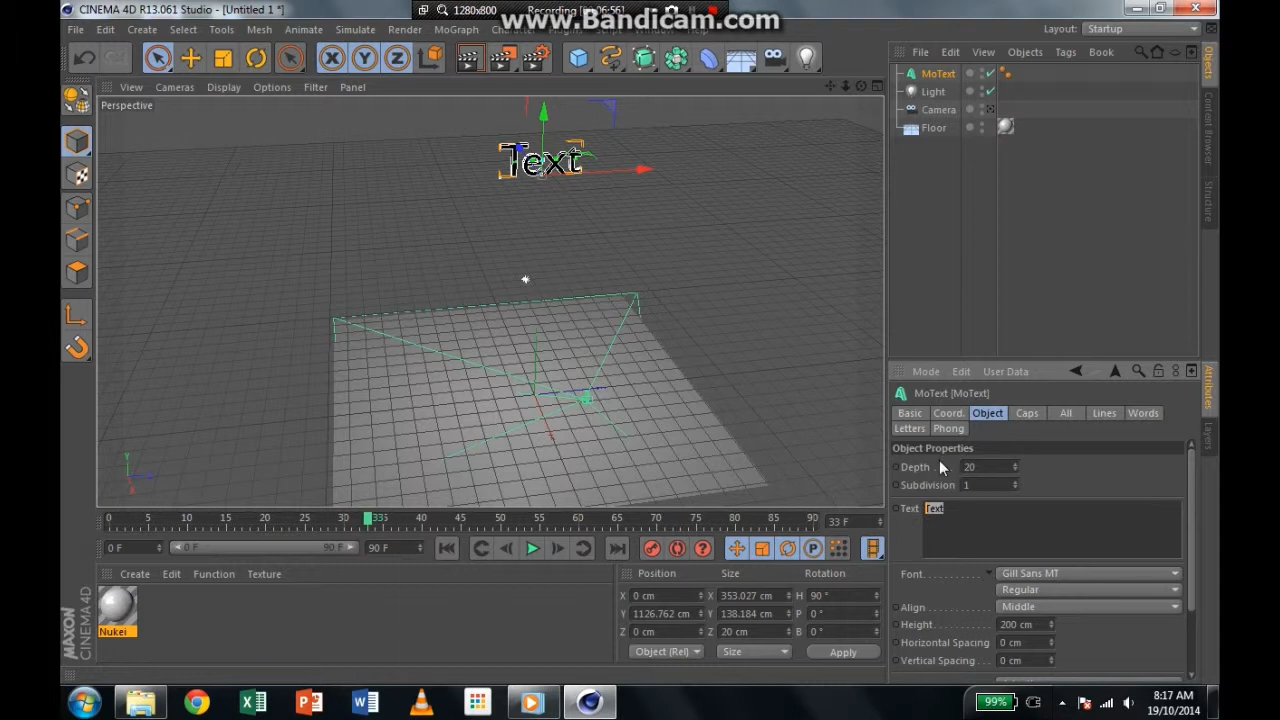 CINEMA 4D R13.061 Studio - [Untitled 1 *]
1280x800
www.Bandicam.com
File Edit Create Select Tools Mesh Animate Simulate Render MoGraph
Layout: Startup
File Edit View Objects Tags Book
View Cameras Display Options Filter Panel
Perspective
MoText
Light
Camera
Floor
Objects
Content Browser
Structure
Text
Mode Edit User Data
MoText [MoText]
Basic Coord. Object Caps All Lines Words
Letters Phong
Attributes
Layers
Object Properties
Depth 20
Subdivision 1
Text Text
Y
Font Gill Sans MT
Regular
Align Middle
Height 200 cm
Horizontal Spacing 0 cm
Vertical Spacing 0 cm
0 5 10 15 20 25 30 335 40 45 50 55 60 65 70 75 80 85 90 33 F
0 F 0 F 90 F 90 F
Create Edit Function Texture
Nukei
MAXON CINEMA 4D
Position Size Rotation
X 0 cm X 353.027 cm H 90 °
Y 1126.762 cm Y 138.184 cm P 0 °
Z 0 cm Z 20 cm B 0 °
Object (Rel) Size Apply
99%
8:17 AM
19/10/2014